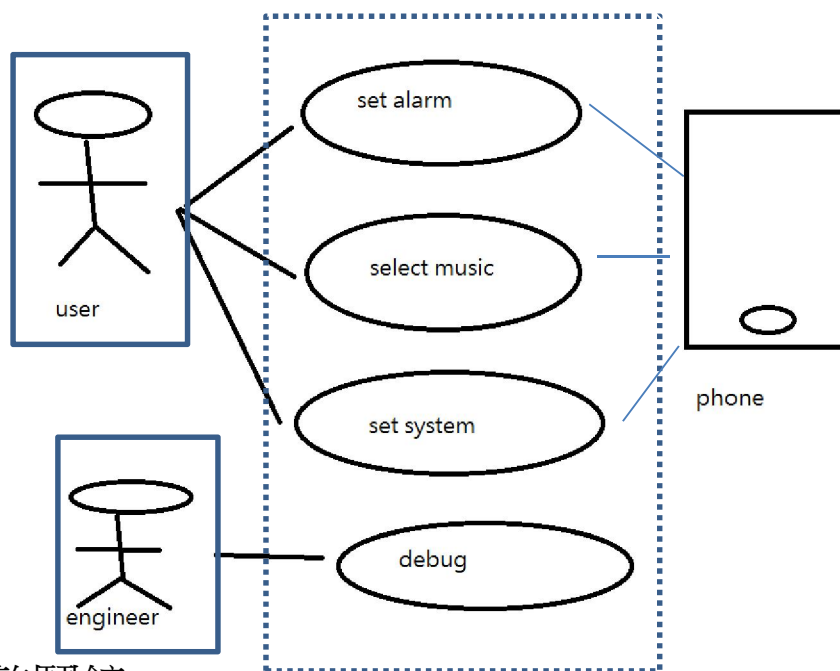 set alarm
select music
user
phone
set system
debug
engineer